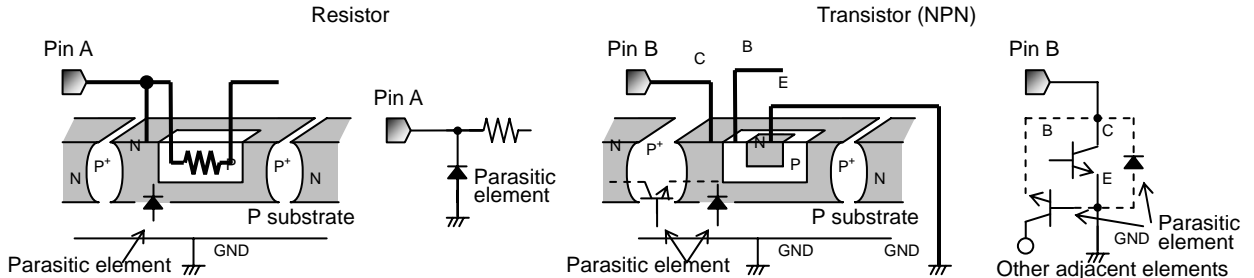 Resistor
Transistor (NPN)
Pin A
Pin B
B
C
E
Pin B
Pin A
N
P
N
P+
P+
N
N
P+
N
P
P+
N
B
C
E
Parasitic
element
P substrate
P substrate
Parasitic element
GND
Parasitic element
GND
GND
GND
Parasitic
element
Other adjacent elements